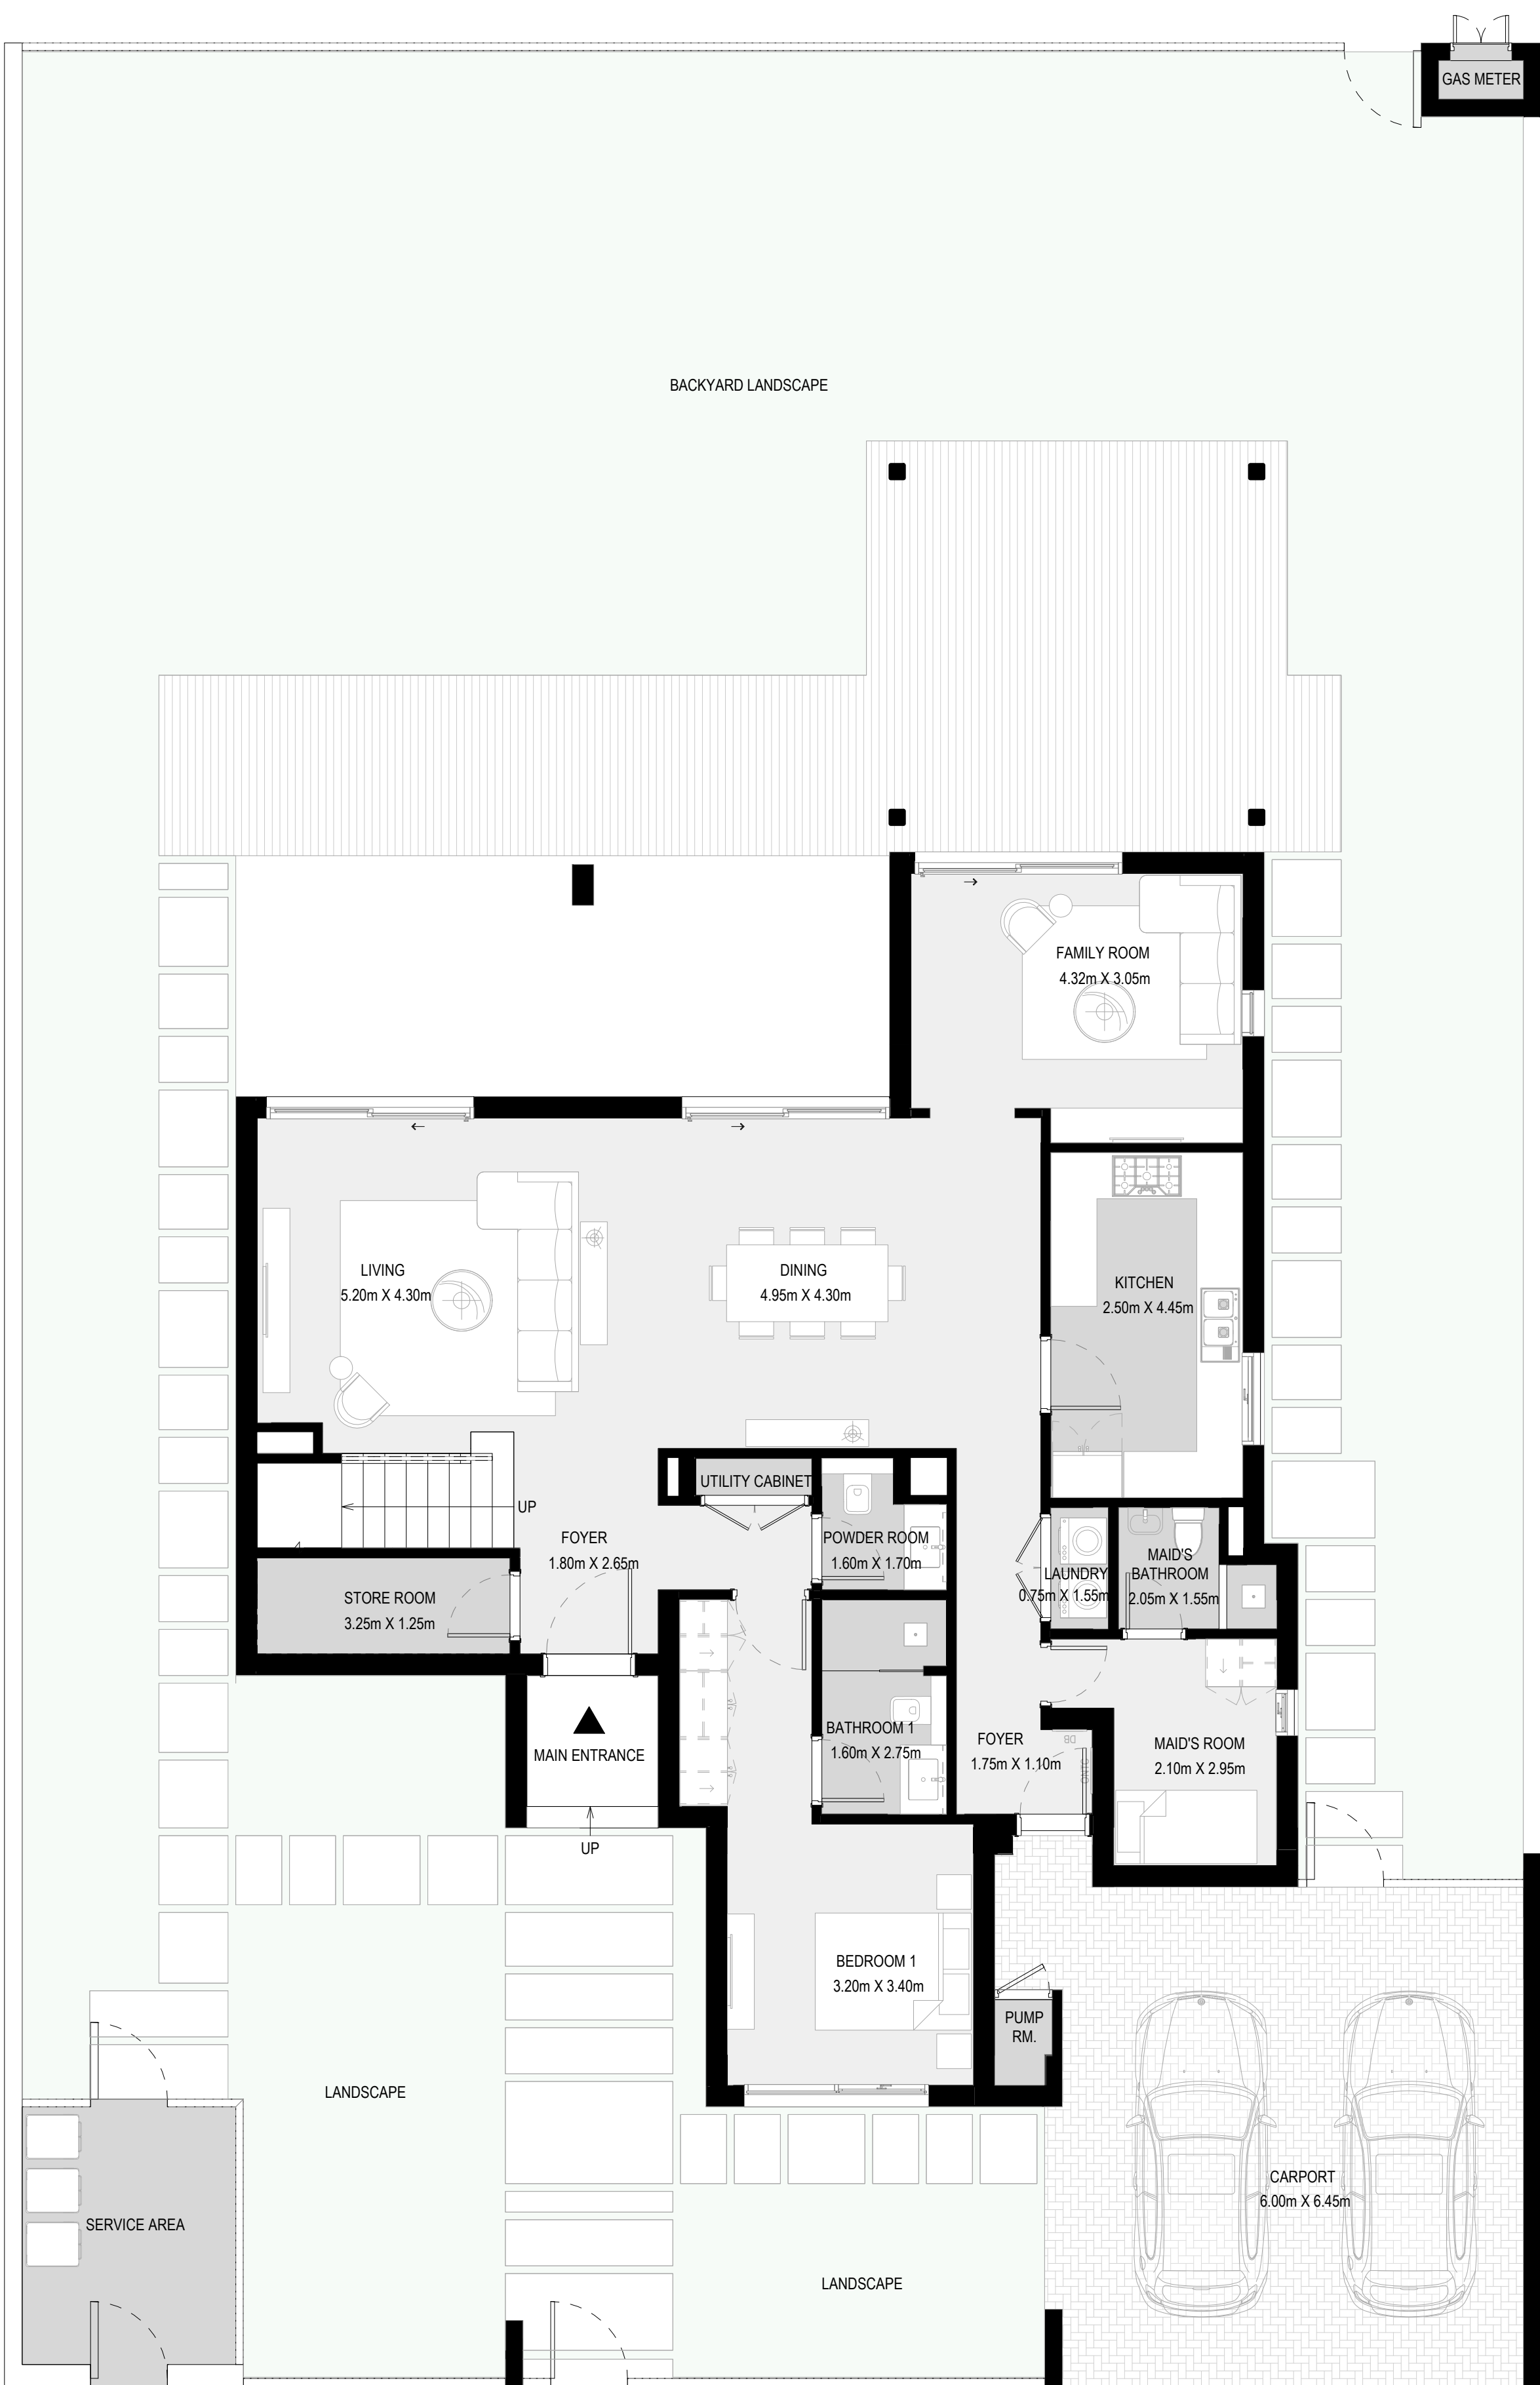 GAS METER
BACKYARD LANDSCAPE
FAMILY ROOM
4.32m X 3.05m
LIVING
5.20m X 4.30m
DINING
4.95m X 4.30m
KITCHEN
2.50m X 4.45m
UTILITY CABINET
UP
FOYER
1.80m X 2.65m
POWDER ROOM
1.60m X 1.70m
LAUNDRY
0.75m X 1.55m
MAID'S
BATHROOM
2.05m X 1.55m
STORE ROOM
3.25m X 1.25m
MAIN ENTRANCE
UP
BATHROOM 1
1.60m X 2.75m
FOYER
1.75m X 1.10m
DB
ONTC
MAID'S ROOM
2.10m X 2.95m
BEDROOM 1
3.20m X 3.40m
PUMP
RM.
LANDSCAPE
CARPORT
6.00m X 6.45m
SERVICE AREA
LANDSCAPE